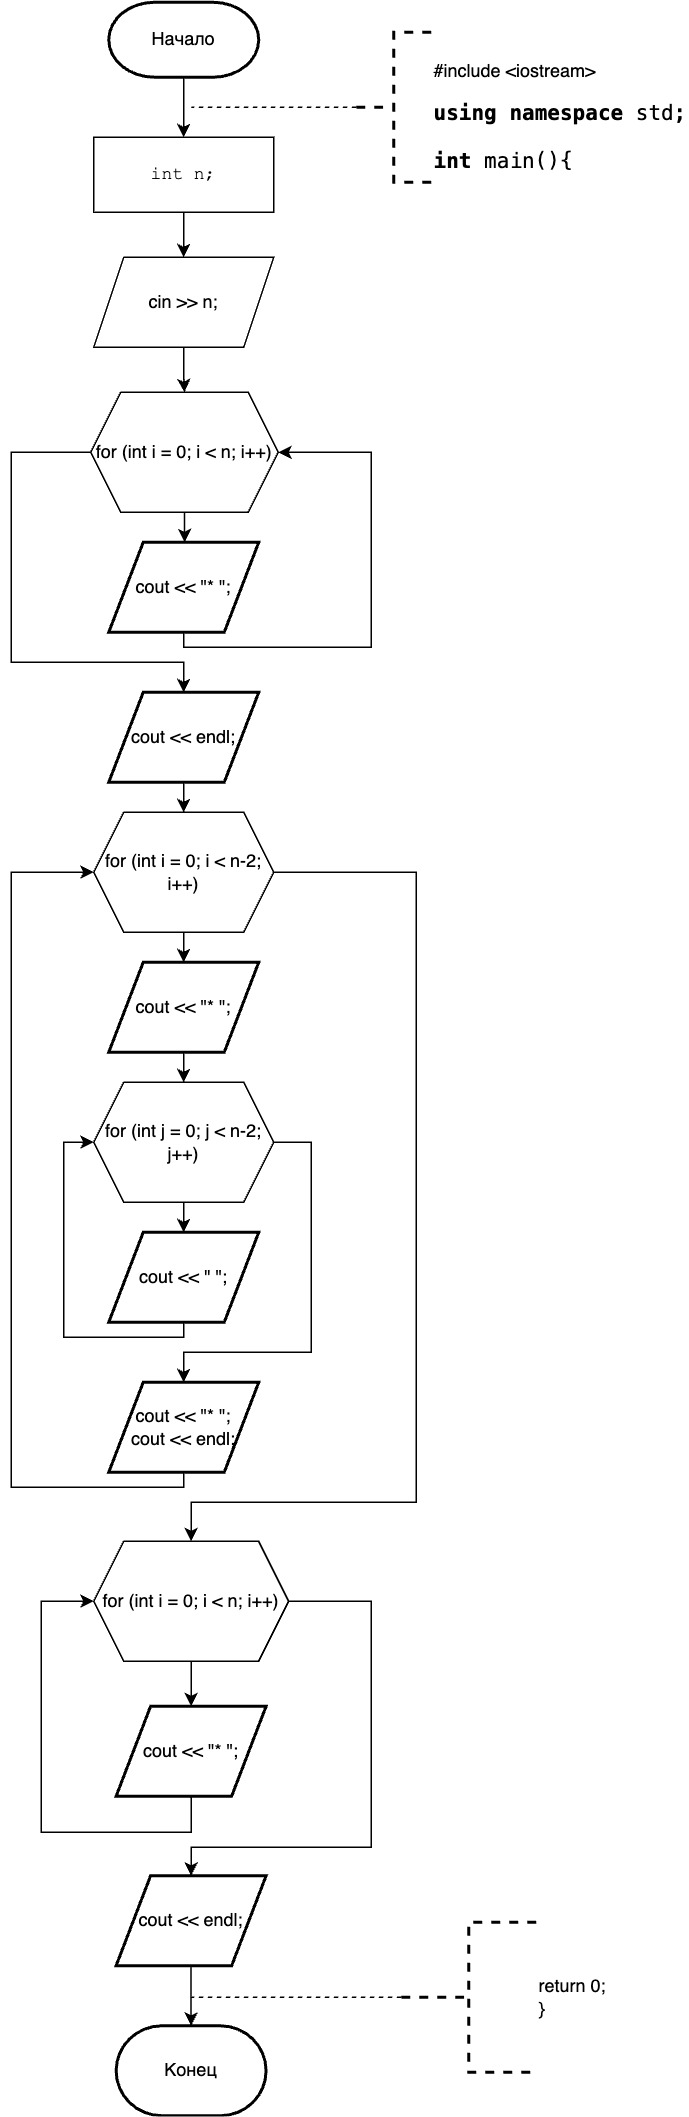 Начало
#include <iostream>
using namespace std;
int main(){
int n;
cin >> n;
for (int i = 0; i < n; i++)
cout << "* ";
cout << endl;
for (int i = 0; i < n-2;
i++)
cout << "* ";
for (int j = 0; j < n-2;
j++)
cout << " ";
cout << "* ";
cout << endl;
for (int i = 0; i < n; i++)
cout << "* ";
cout << endl;
return 0;
}
Конец